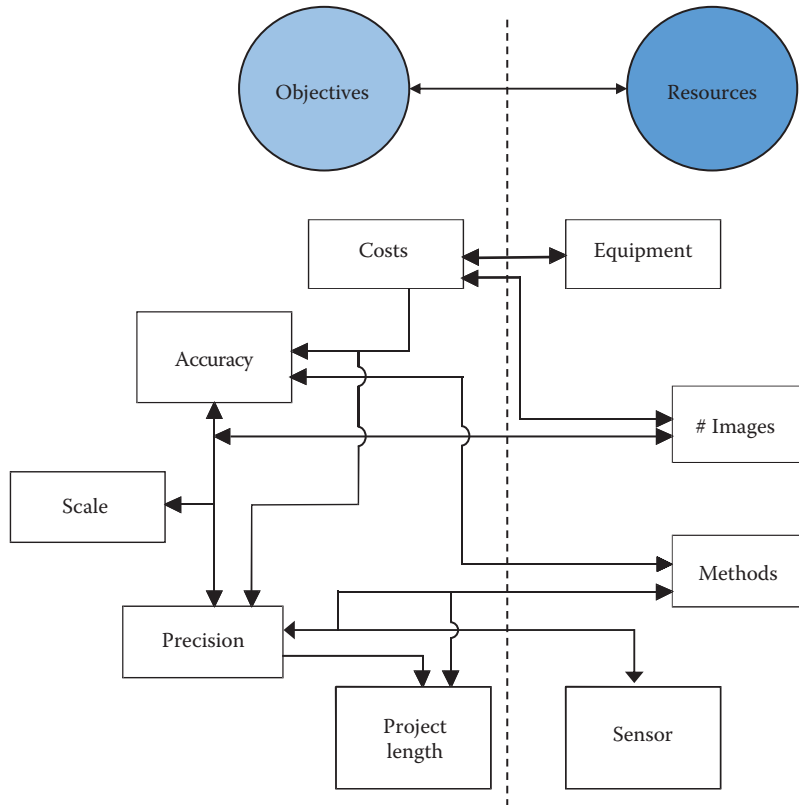 Objectives
Resources
Costs
Equipment
Accuracy
# Images
Scale
Methods
Precision
Project
length
Sensor